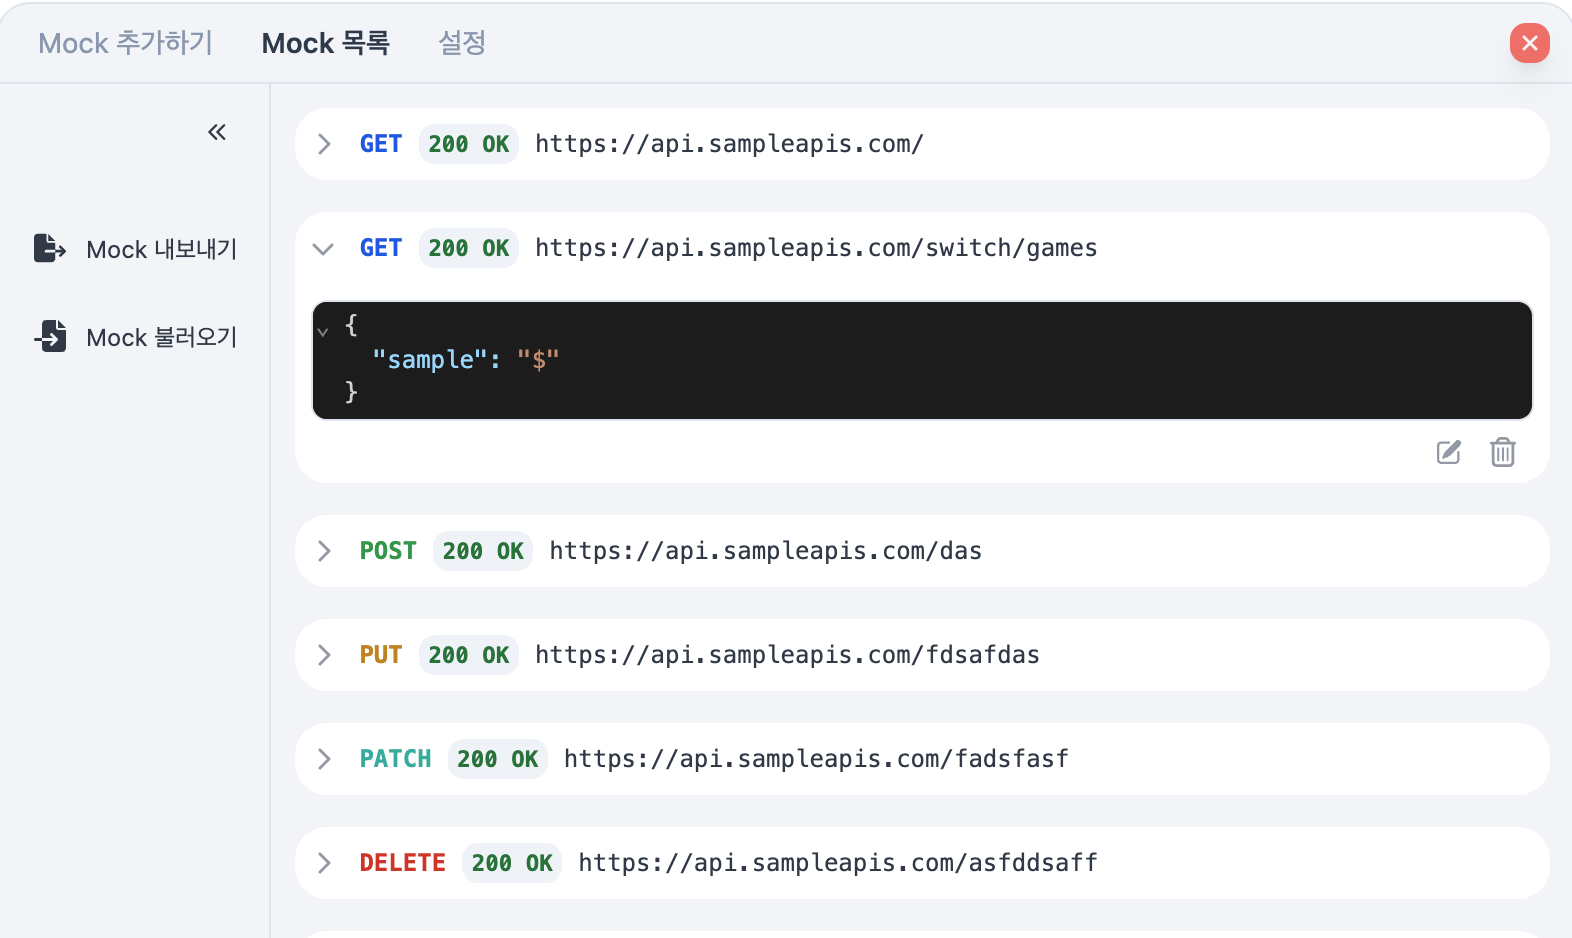 Mock 추가하기 Mock 목록 설정
Mock 내보내기
Mock 불러오기
GET 200 OK https://api.sampleapis.com/
GET 200 OK https://api.sampleapis.com/switch/games
{
"sample": "$"
}
POST 200 OK https://api.sampleapis.com/das
PUT 200 OK https://api.sampleapis.com/fdsafdas
PATCH 200 OK https://api.sampleapis.com/fadsfasf
DELETE 200 OK https://api.sampleapis.com/asfddsaff